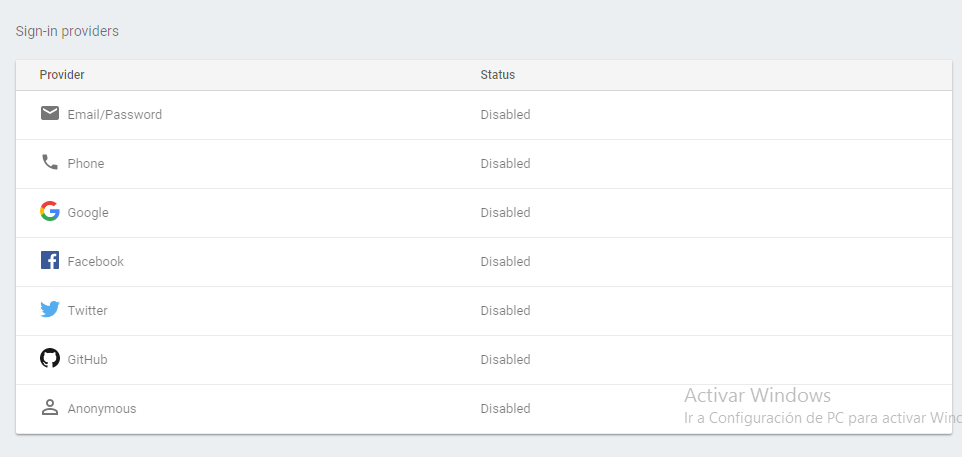 Sign-in providers
Provider Status
Email/Password Disabled
Phone Disabled
Google Disabled
Facebook Disabled
Twitter Disabled
GitHub Disabled
Anonymous Disabled
Activar Windows
Ir a Configuración de PC para activar